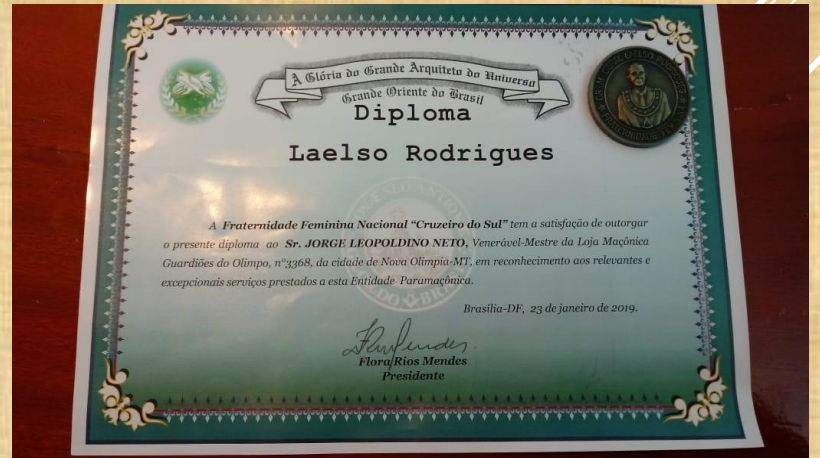 A Glória do Grande Arquiteto do Universo
Grande Oriente do Brasil
Diploma
Laelso Rodrigues
A Fraternidade Feminina Nacional “Cruzeiro do Sul” tem a satisfação de outorgar
o presente diploma ao Sr. JORGE LEOPOLDINO NETO, Venerável-Mestre da Loja Maçônica
Guardiões do Olimpo, n°3368, da cidade de Nova Olimpia-MT, em reconhecimento aos relevantes e
excepcionais serviços prestados a esta Entidade Paramaçônica.
Brasília-DF, 23 de janeiro de 2019.
Flora Rios Mendes
Presidente